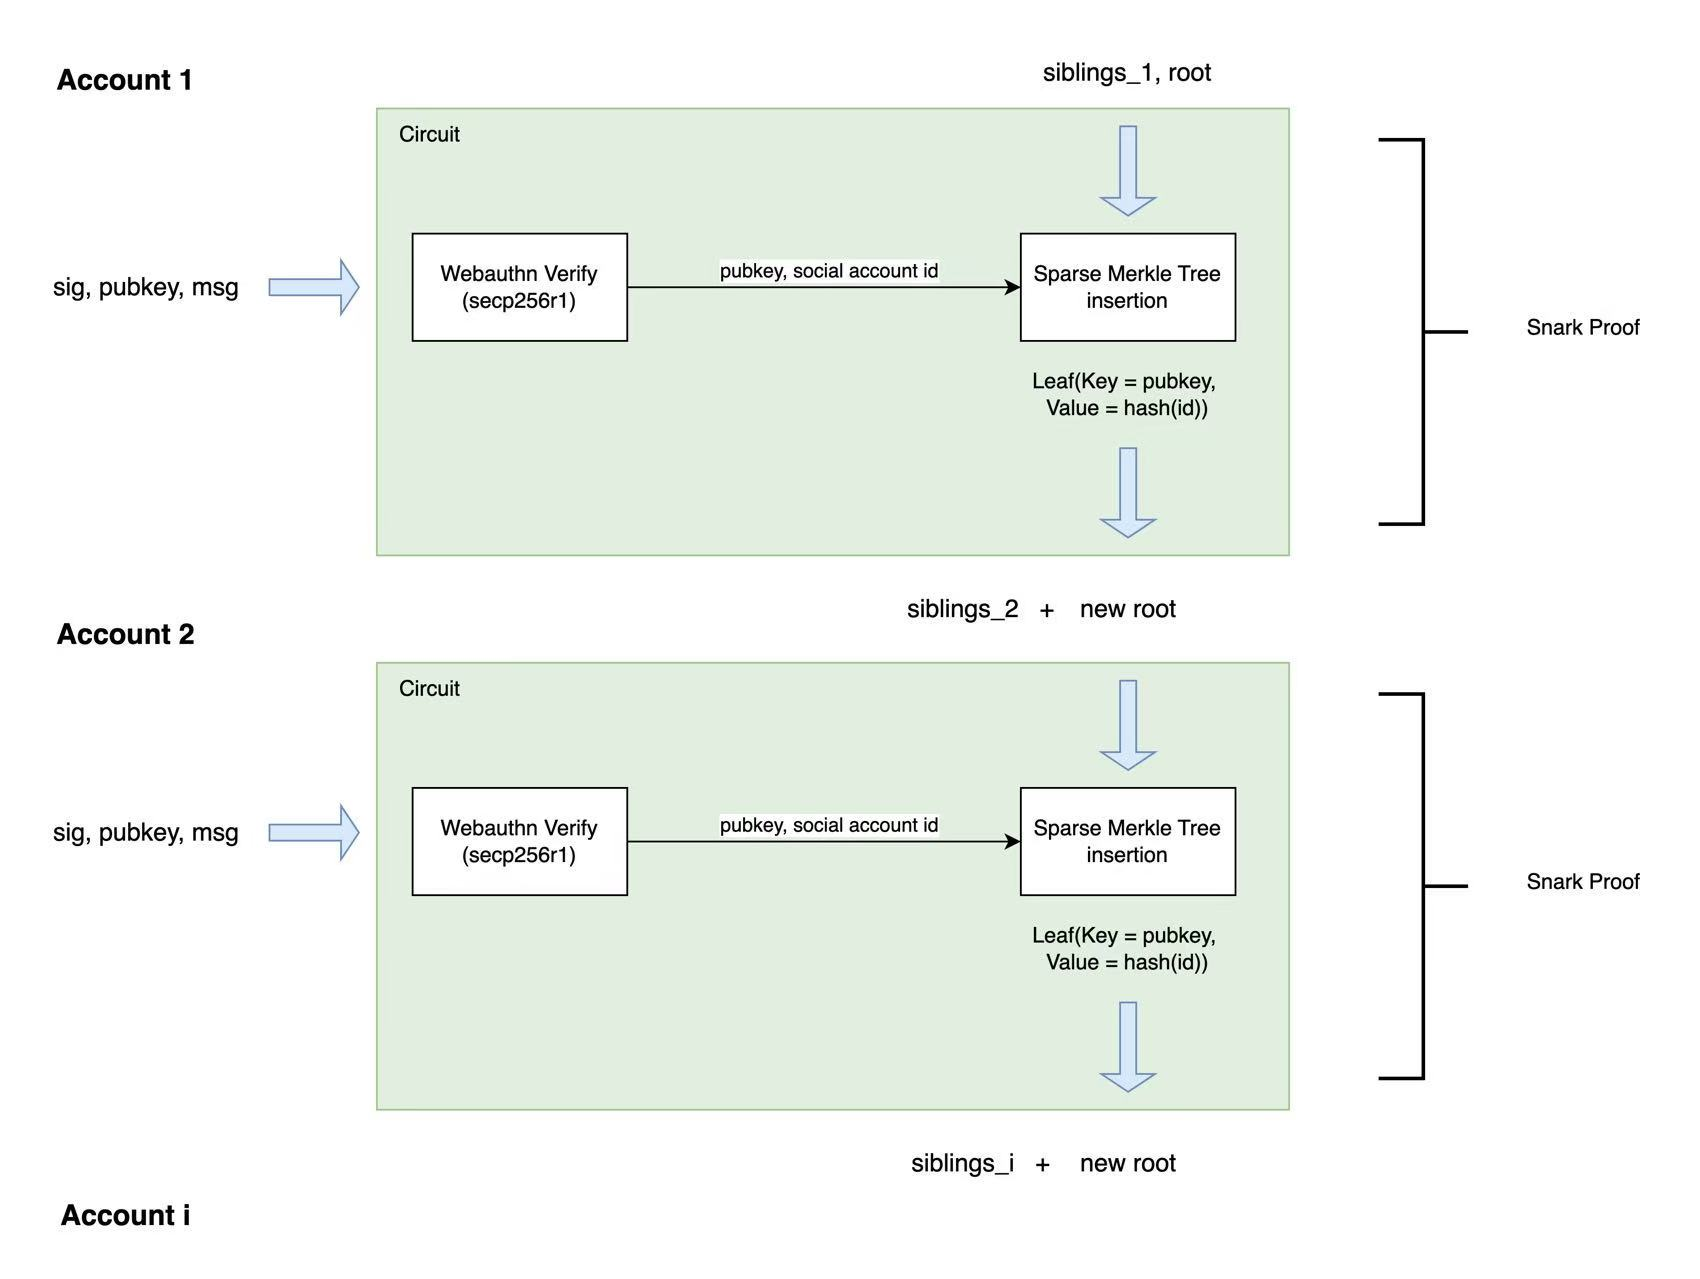 Account 1
siblings_1, root
Circuit
sig, pubkey, msg
Webauthn Verify
(secp256r1)
pubkey, social account id
Sparse Merkle Tree
insertion
Leaf(Key = pubkey,
Value = hash(id))
Snark Proof
siblings_2 + new root
Account 2
Circuit
sig, pubkey, msg
Webauthn Verify
(secp256r1)
pubkey, social account id
Sparse Merkle Tree
insertion
Leaf(Key = pubkey,
Value = hash(id))
Snark Proof
siblings_i + new root
Account i